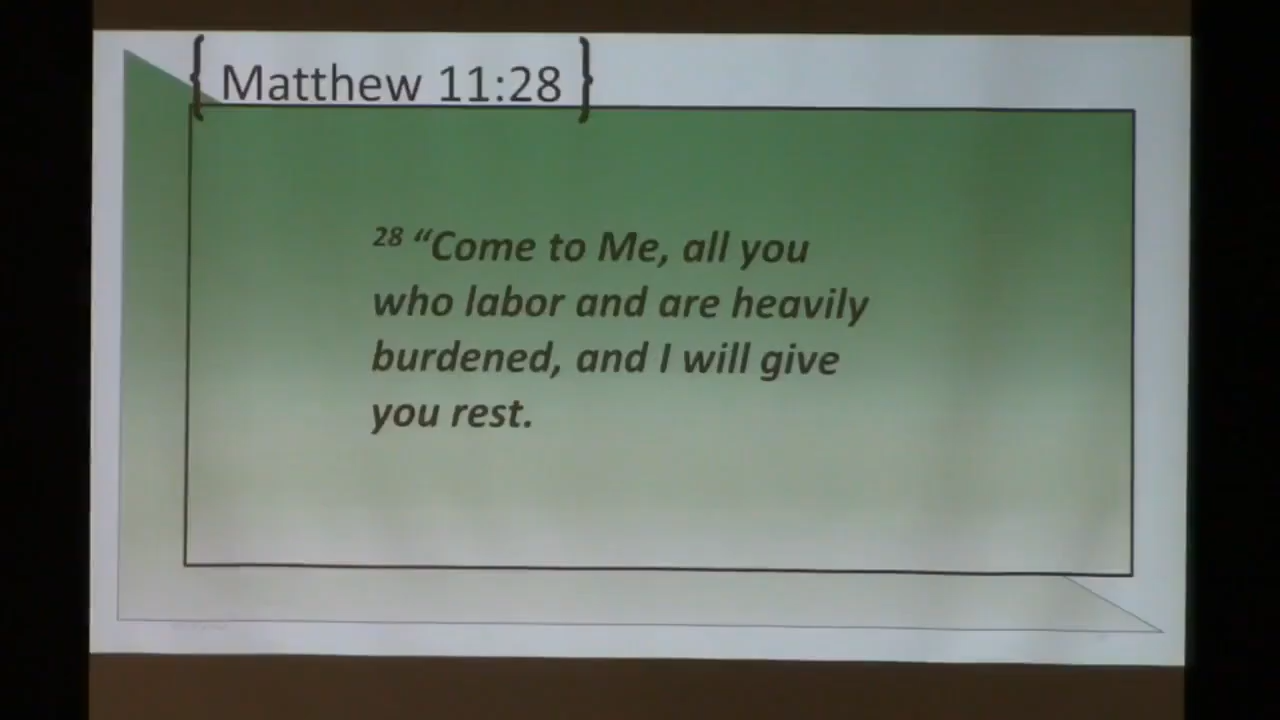 { Matthew 11:28 }
28 “Come to Me, all you
who labor and are heavily
burdened, and I will give
you rest.